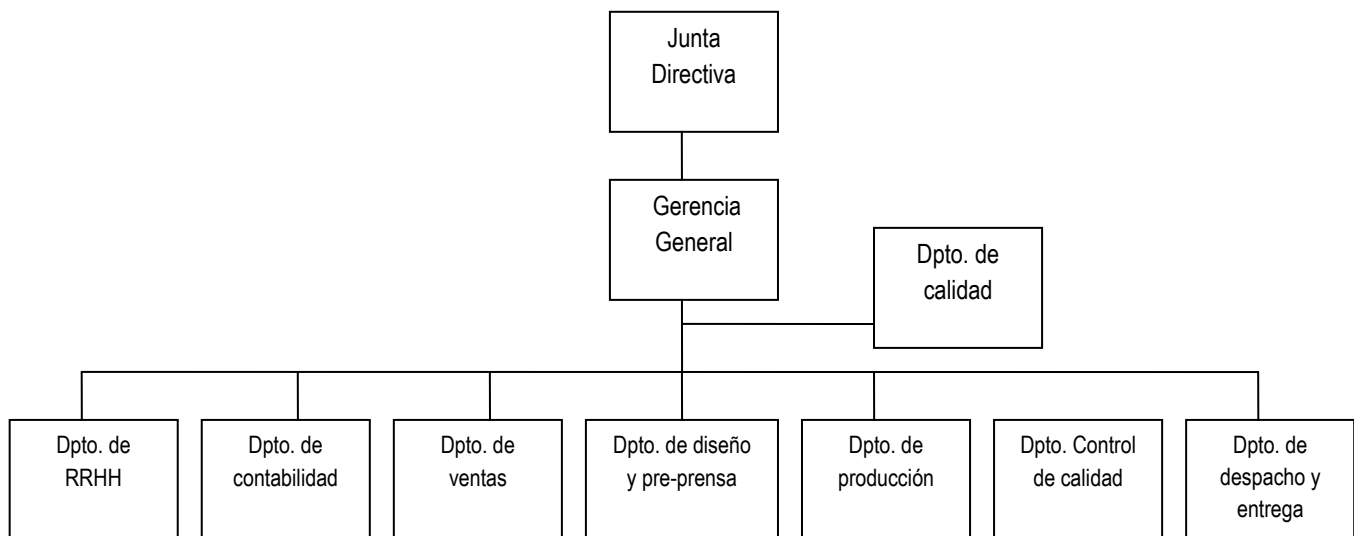 Junta
Directiva
Gerencia
General
Dpto. de
calidad
Dpto. de
RRHH
Dpto. de
contabilidad
Dpto. de
ventas
Dpto. de diseño
y pre-prensa
Dpto. de
producción
Dpto. Control
de calidad
Dpto. de
despacho y
entrega